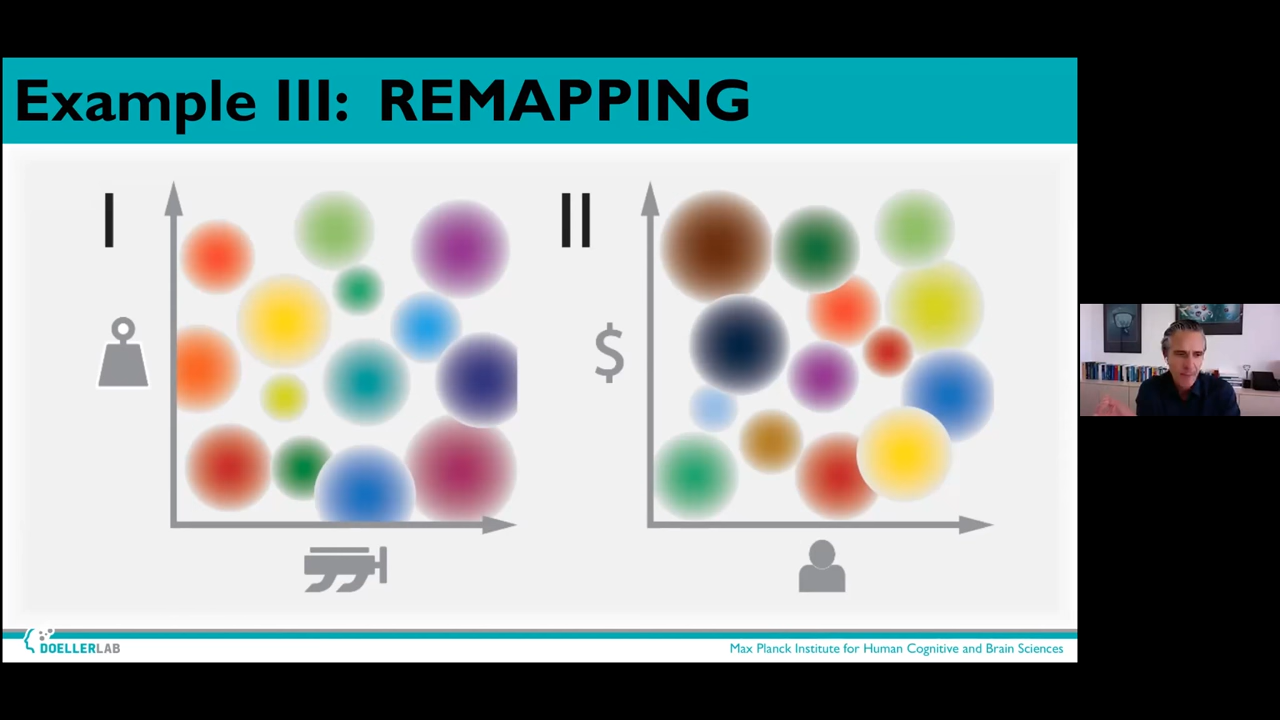 Example III: REMAPPING
I
II
$
DOELLERLAB
Max Planck Institute for Human Cognitive and Brain Sciences